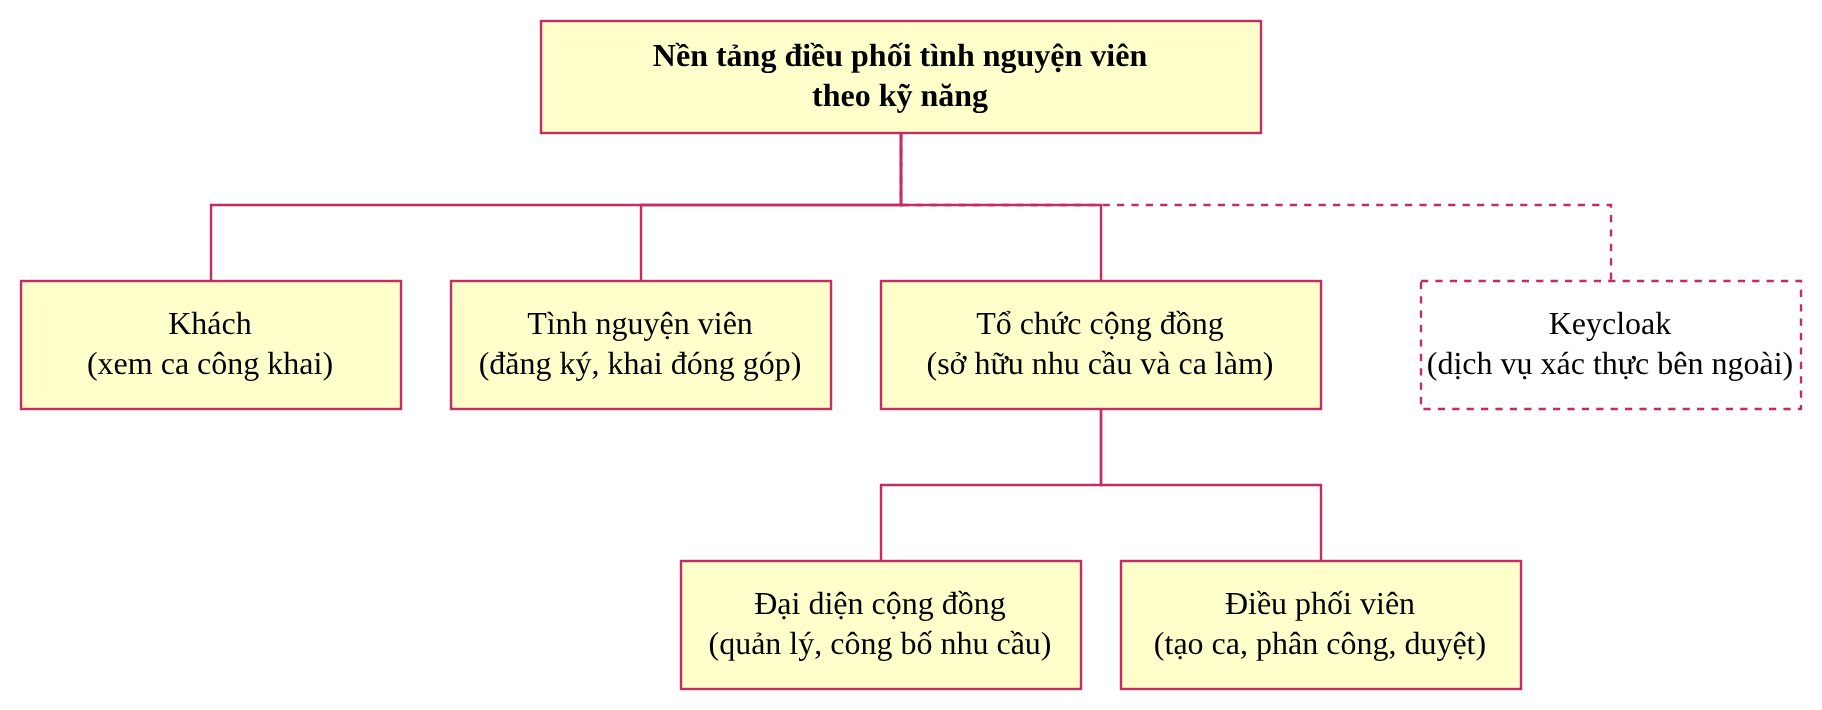 Nền tảng điều phối tình nguyện viên
theo kỹ năng
Khách
(xem ca công khai)
Tình nguyện viên
(đăng ký, khai đóng góp)
Tổ chức cộng đồng
(sở hữu nhu cầu và ca làm)
Keycloak
(dịch vụ xác thực bên ngoài)
Đại diện cộng đồng
(quản lý, công bố nhu cầu)
Điều phối viên
(tạo ca, phân công, duyệt)